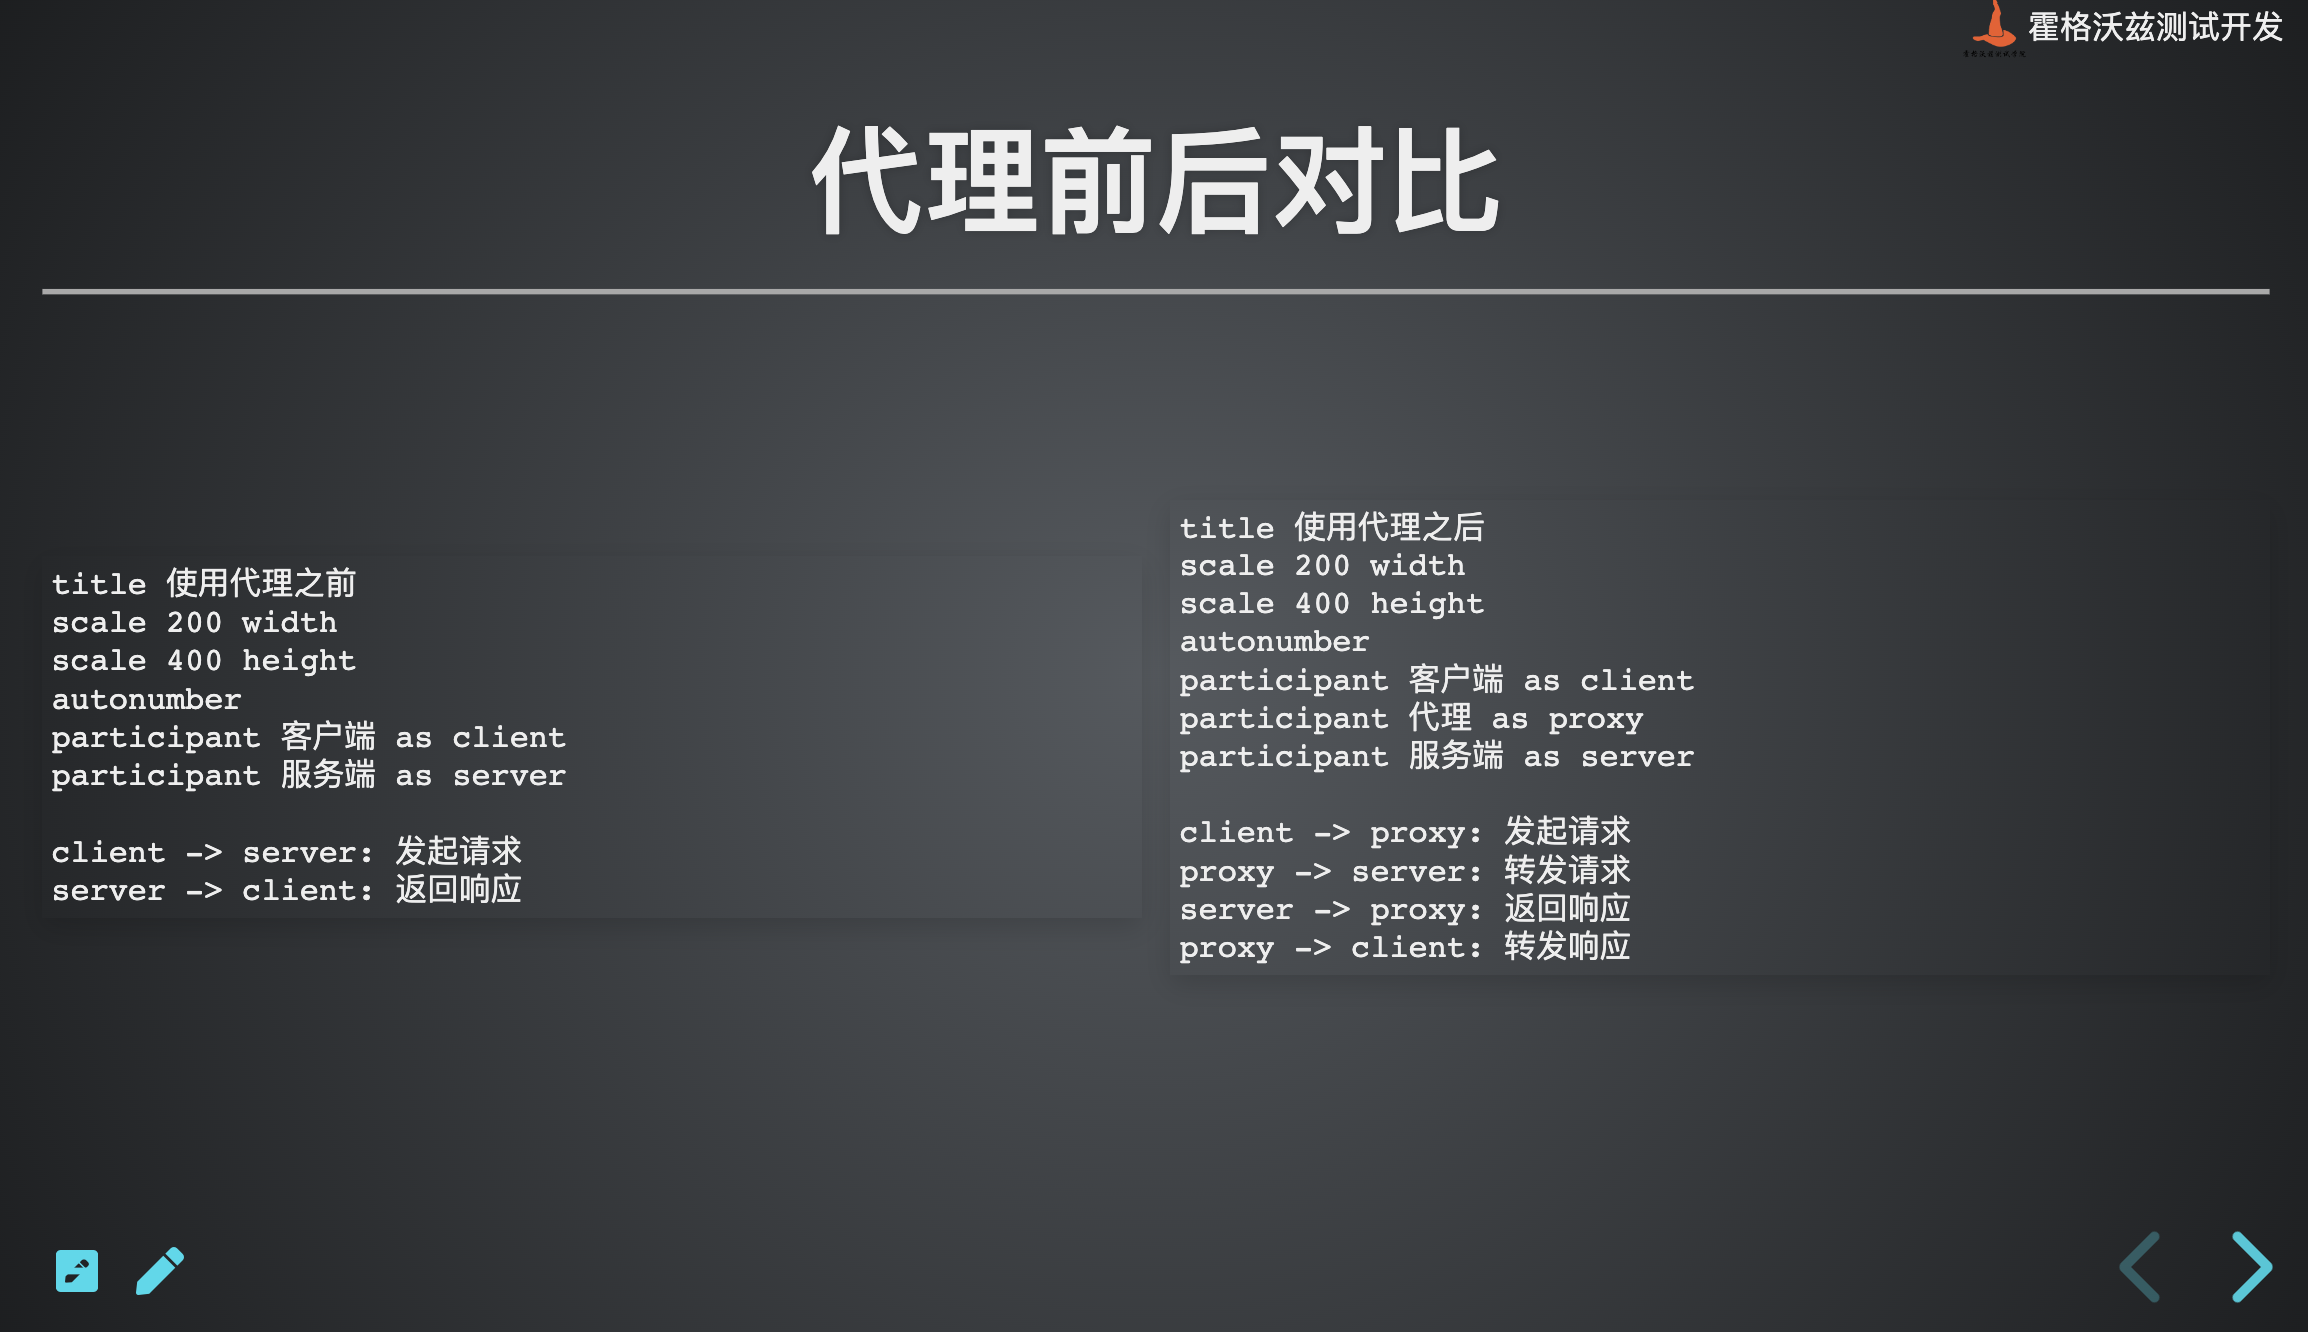 霍格沃兹测试开发
代理前后对比
title 使用代理之前
scale 200 width
scale 400 height
autonumber
participant 客户端 as client
participant 服务端 as server
client -> server: 发起请求
server -> client: 返回响应
title 使用代理之后
scale 200 width
scale 400 height
autonumber
participant 客户端 as client
participant 代理 as proxy
participant 服务端 as server
client -> proxy: 发起请求
proxy -> server: 转发请求
server -> proxy: 返回响应
proxy -> client: 转发响应